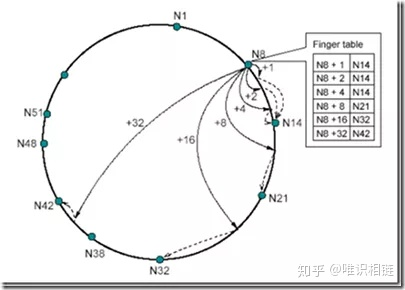 N1
N8
Finger table
N8 + 1 N14
N8 + 2 N14
N8 + 4 N14
N8 + 8 N21
N8 +16 N32
N8 +32 N42
+1
+2
+4
+8
+16
+32
N51
N48
N14
N21
N42
N38
N32
知乎 @唯识相链